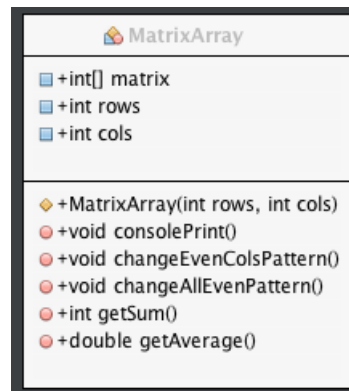 MatrixArray
+int[] matrix
+int rows
+int cols
+MatrixArray(int rows, int cols)
+void consolePrint()
+void changeEvenColsPattern()
+void changeAllEvenPattern()
+int getSum()
+double getAverage()